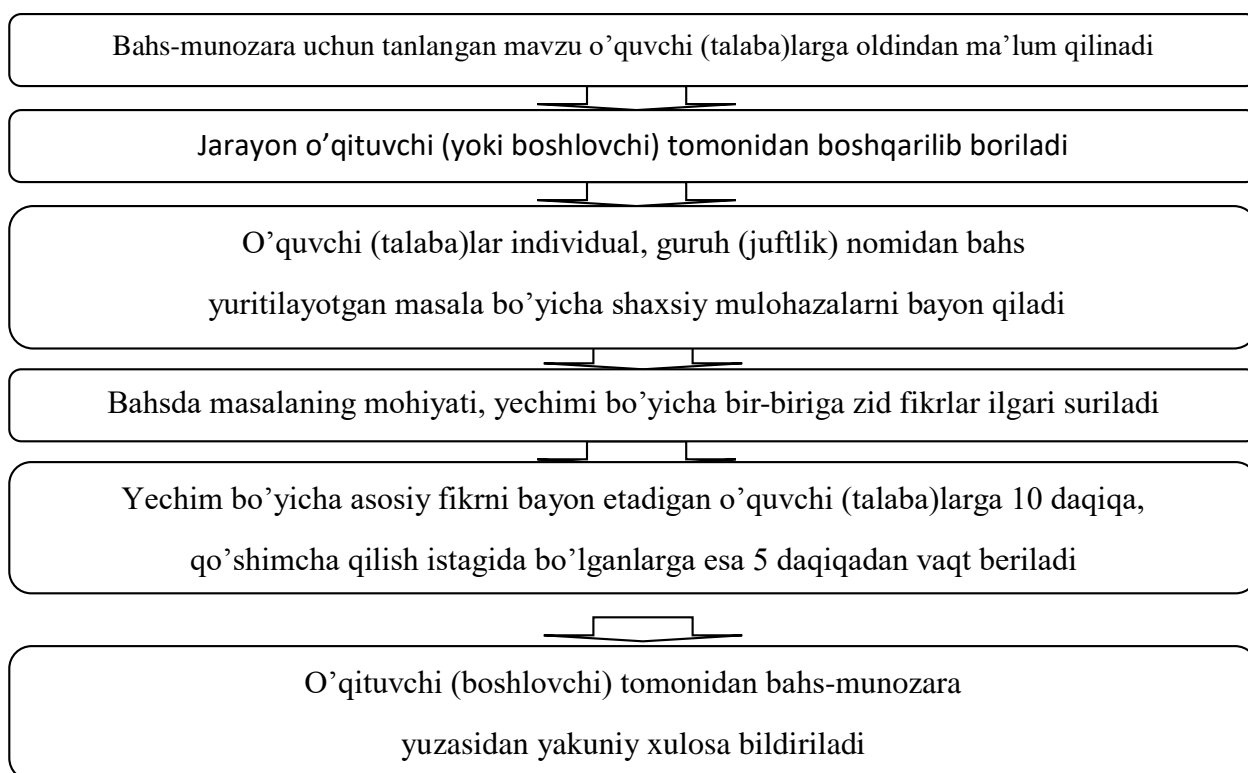 Bahs-munozara uchun tanlangan mavzu o’quvchi (talaba)larga oldindan ma’lum qilinadi
Jarayon o’qituvchi (yoki boshlovchi) tomonidan boshqarilib boriladi
O’quvchi (talaba)lar individual, guruh (juftlik) nomidan bahs
yuritilayotgan masala bo’yicha shaxsiy mulohazalarni bayon qiladi
Bahsda masalaning mohiyati, yechimi bo’yicha bir-biriga zid fikrlar ilgari suriladi
Yechim bo’yicha asosiy fikrni bayon etadigan o’quvchi (talaba)larga 10 daqiqa,
qo’shimcha qilish istagida bo’lganlarga esa 5 daqiqadan vaqt beriladi
O’qituvchi (boshlovchi) tomonidan bahs-munozara
yuzasidan yakuniy xulosa bildiriladi